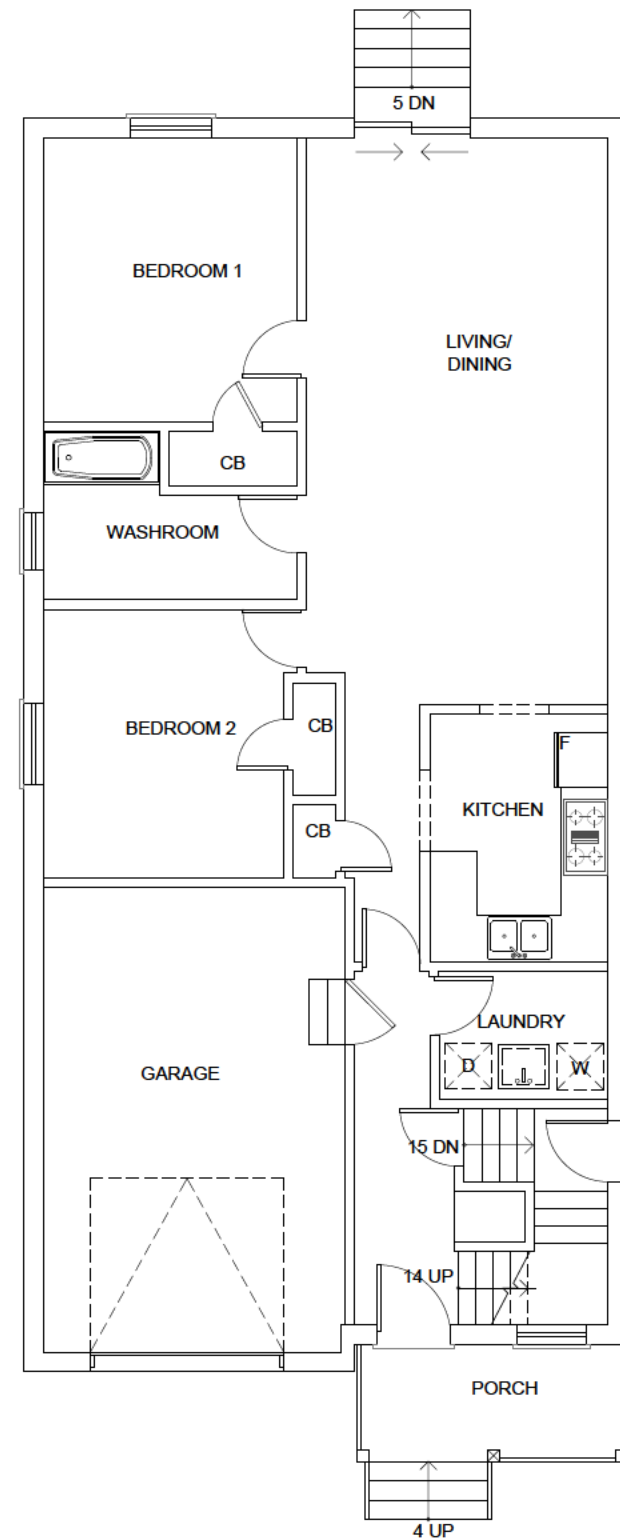 5 DN
BEDROOM 1
LIVING/
DINING
CB
WASHROOM
BEDROOM 2
CB
F
KITCHEN
CB
LAUNDRY
D
W
GARAGE
15 DN
14 UP
PORCH
4 UP